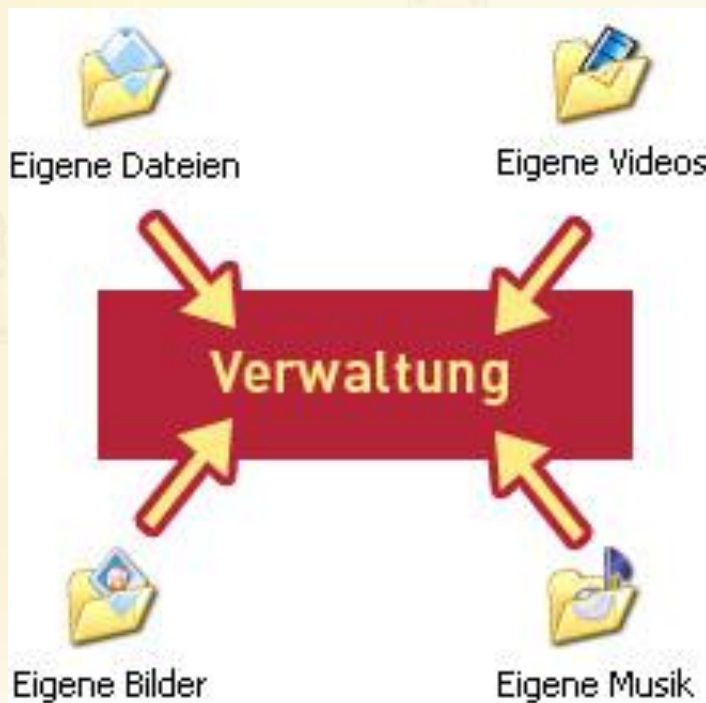 Eigene Dateien
Eigene Videos
Verwaltung
Eigene Bilder
Eigene Musik